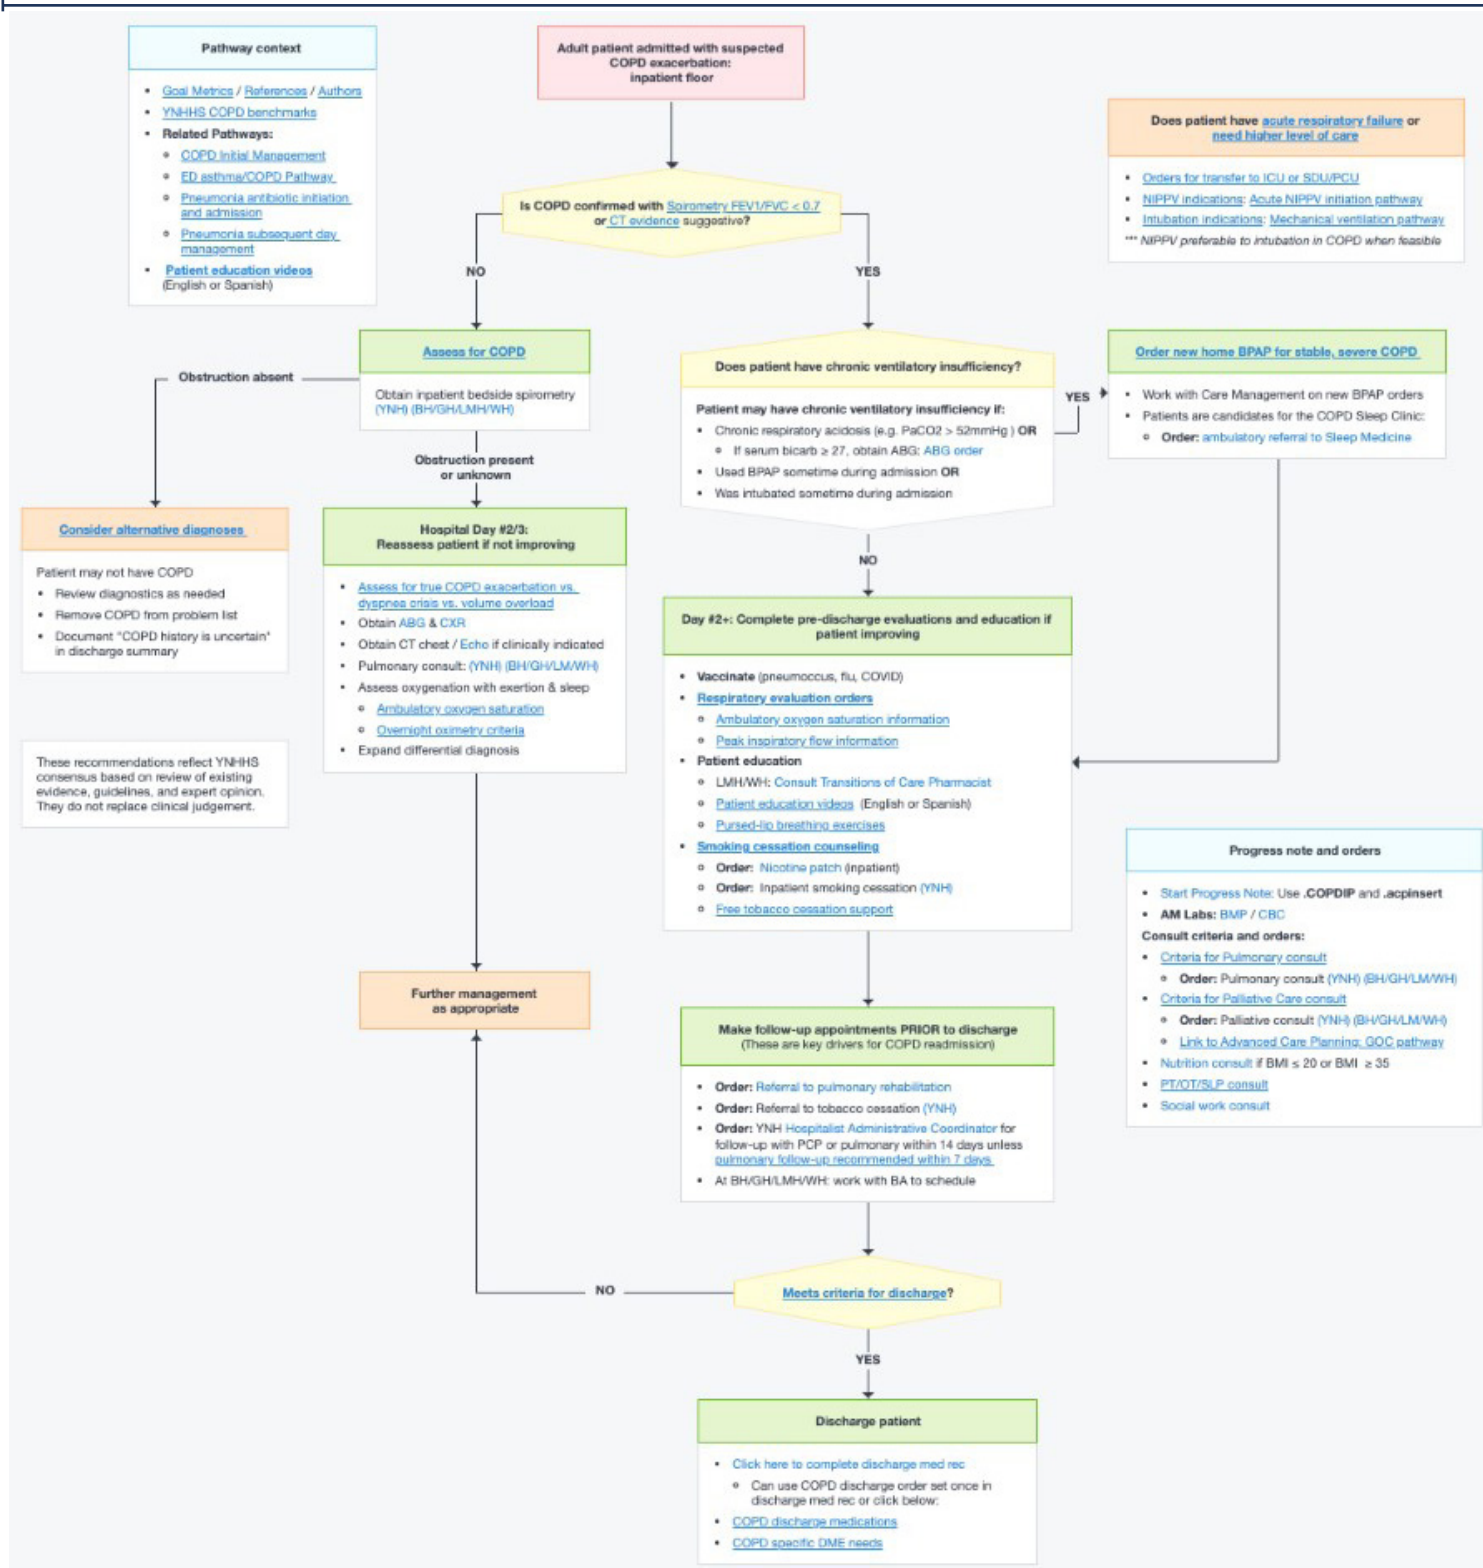 Pathway context
• Goal Metrics / References / Authors
• YNHHS COPD benchmarks
• Related Pathways:
o COPD Initial Management
o ED asthma/COPD Pathway
o Pneumonia antibiotic initiation
and admission
o Pneumonia subsequent day
management
• Patient education videos
(English or Spanish)
Adult patient admitted with suspected
COPD exacerbation:
inpatient floor
Does patient have acute respiratory failure or
need higher level of care
• Orders for transfer to ICU or SDU/PCU
• NIPPV indications: Acute NIPPV initiation pathway
• Intubation indications: Mechanical ventilation pathway
*** NIPPV preferable to intubation in COPD when feasible
Is COPD confirmed with Spirometry FEV1/FVC < 0.7
or CT evidence suggestive?
NO
YES
Assess for COPD
Obtain inpatient bedside spirometry
(YNH) (BH/GH/LMH/WH)
Obstruction absent
Obstruction present
or unknown
Does patient have chronic ventilatory insufficiency?
Patient may have chronic ventilatory insufficiency if:
• Chronic respiratory acidosis (e.g. PaCO2 > 52mmHg ) OR
o If serum bicarb ≥ 27, obtain ABG: ABG order
• Used BPAP sometime during admission OR
• Was intubated sometime during admission
YES
NO
Order new home BPAP for stable, severe COPD
• Work with Care Management on new BPAP orders
• Patients are candidates for the COPD Sleep Clinic:
o Order: ambulatory referral to Sleep Medicine
Consider alternative diagnoses
Patient may not have COPD
• Review diagnostics as needed
• Remove COPD from problem list
• Document "COPD history is uncertain"
in discharge summary
Hospital Day #2/3:
Reassess patient if not improving
• Assess for true COPD exacerbation vs.
dyspnea crisis vs. volume overload
• Obtain ABG & CXR
• Obtain CT chest / Echo if clinically indicated
• Pulmonary consult: (YNH) (BH/GH/LM/WH)
• Assess oxygenation with exertion & sleep
o Ambulatory oxygen saturation
o Overnight oximetry criteria
• Expand differential diagnosis
These recommendations reflect YNHHS
consensus based on review of existing
evidence, guidelines, and expert opinion.
They do not replace clinical judgement.
Day #2+: Complete pre-discharge evaluations and education if
patient improving
• Vaccinate (pneumoccus, flu, COVID)
• Respiratory evaluation orders
o Ambulatory oxygen saturation information
o Peak inspiratory flow information
• Patient education
o LMH/WH: Consult Transitions of Care Pharmacist
o Patient education videos (English or Spanish)
o Pursed-lip breathing exercises
• Smoking cessation counseling
o Order: Nicotine patch (inpatient)
o Order: Inpatient smoking cessation (YNH)
o Free tobacco cessation support
Progress note and orders
• Start Progress Note: Use .COPDIP and .acpinsert
• AM Labs: BMP / CBC
Consult criteria and orders:
• Criteria for Pulmonary consult
o Order: Pulmonary consult (YNH) (BH/GH/LM/WH)
• Criteria for Palliative Care consult
o Order: Palliative consult (YNH) (BH/GH/LM/WH)
o Link to Advanced Care Planning: GOC pathway
• Nutrition consult if BMI ≤ 20 or BMI ≥ 35
• PT/OT/SLP consult
• Social work consult
Further management
as appropriate
Make follow-up appointments PRIOR to discharge
(These are key drivers for COPD readmission)
• Order: Referral to pulmonary rehabilitation
• Order: Referral to tobacco cessation (YNH)
• Order: YNH Hospitalist Administrative Coordinator for
follow-up with PCP or pulmonary within 14 days unless
pulmonary follow-up recommended within 7 days
• At BH/GH/LMH/WH: work with BA to schedule
Meets criteria for discharge?
NO
YES
Discharge patient
• Click here to complete discharge med rec
o Can use COPD discharge order set once in
discharge med rec or click below:
• COPD discharge medications
• COPD specific DME needs